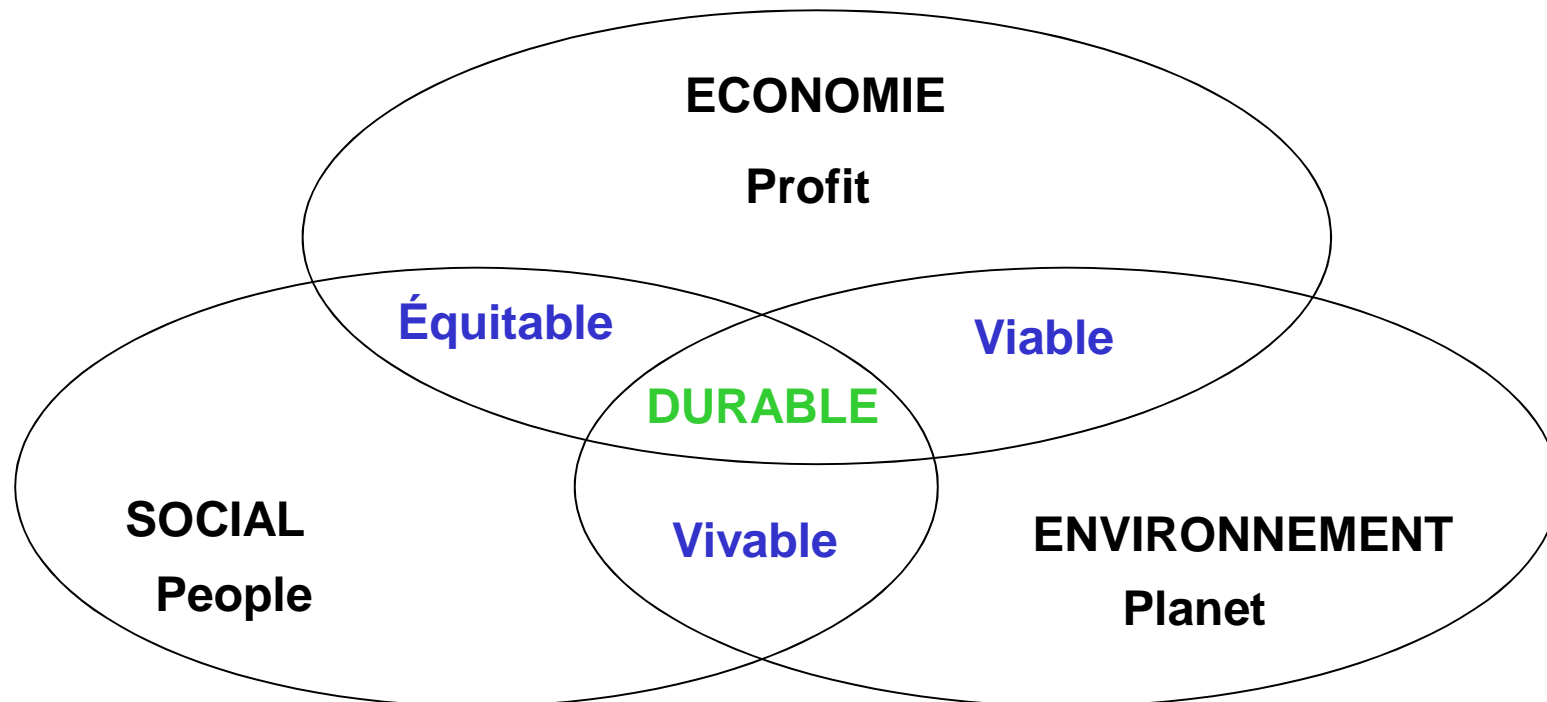 ECONOMIE
Profit
Équitable
Viable
DURABLE
SOCIAL
People
Vivable
ENVIRONNEMENT
Planet